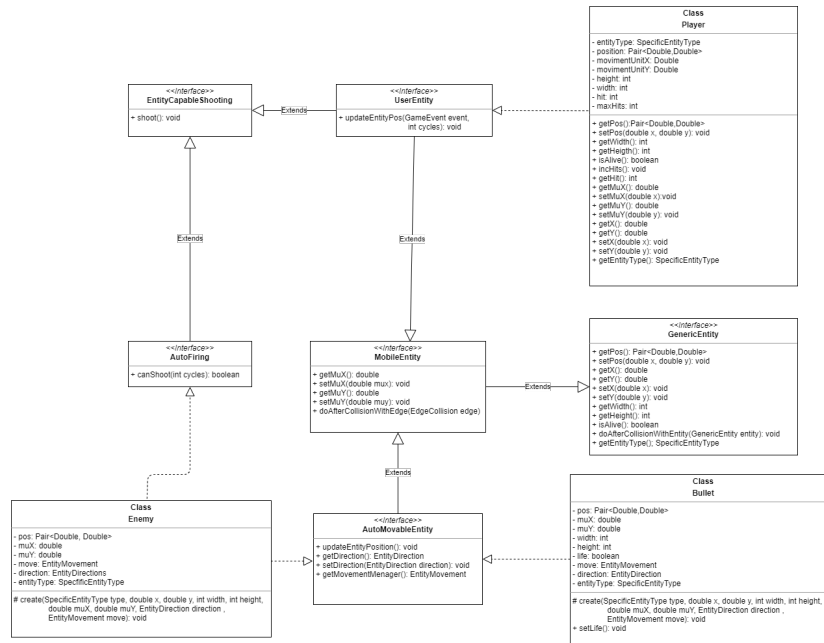 Class
Player
- entityType: SpecificEntityType
- position: Pair<Double,Double>
- movimentUnitX: Double
- movimentUnitY: Double
- height: int
- width: int
- hit: int
- maxHits: int
+ getPos():Pair<Double,Double>
+ setPos(double x, double y): void
+ getWidth(): int
+ getHeigth(): int
+ isAlive(): boolean
+ incHits(): void
+ getHit(): int
+ getMuX(): double
+ setMuX(double x):void
+ getMuY(): double
+ setMuY(double y): void
+ getX(): double
+ getY(): double
+ setX(double x): void
+ setY(double y): void
+ getEntityType(): SpecificEntityType
<<interface>>
EntityCapableShooting
+ shoot(): void
Extends
<<interface>>
UserEntity
+ updateEntityPos(GameEvent event,
int cycles): void
Extends
Extends
<<interface>>
AutoFiring
+ canShoot(int cycles): boolean
<<interface>>
MobileEntity
+ getMuX(): double
+ setMuX(double mux): void
+ getMuY(): double
+ setMuY(double muy): void
+ doAfterCollisionWithEdge(EdgeCollision edge)
Extends
<<interface>>
GenericEntity
+ getPos(): Pair<Double,Double>
+ setPos(double x, double y): void
+ getX(): double
+ getY(): double
+ setX(double x): void
+ setY(double y): void
+ getWidth(): int
+ getHeight(): int
+ isAlive(): boolean
+ doAfterCollisionWithEntity(GenericEntity entity): void
+ getEntityType(); SpecificEntityType
Extends
Class
Enemy
- pos: Pair<Double, Double>
- muX: double
- muY: double
- move: EntityMovement
- direction: EntityDirections
- entityType: SpecfificEntityType
# create(SpecificEntityType type, double x, double y, int width, int height,
double muX, double muY, EntityDirection direction ,
EntityMovement move): void
<<interface>>
AutoMovableEntity
+ updateEntityPosition(): void
+ getDirection(): EntityDirection
+ setDirection(EntityDirection direction): void
+ getMovementManager(): EntityMovement
Class
Bullet
- pos: Pair<Double,Double>
- muX: double
- muY: double
- width: int
- height: int
- life: boolean
- move: EntityMovement
- direction: EntityDirection
- entityType: SpecificEntityType
# create(SpecificEntityType type, double x, double y, int width, int height,
double muX, double muY, EntityDirection direction ,
EntityMovement move): void
+ setLife(): void